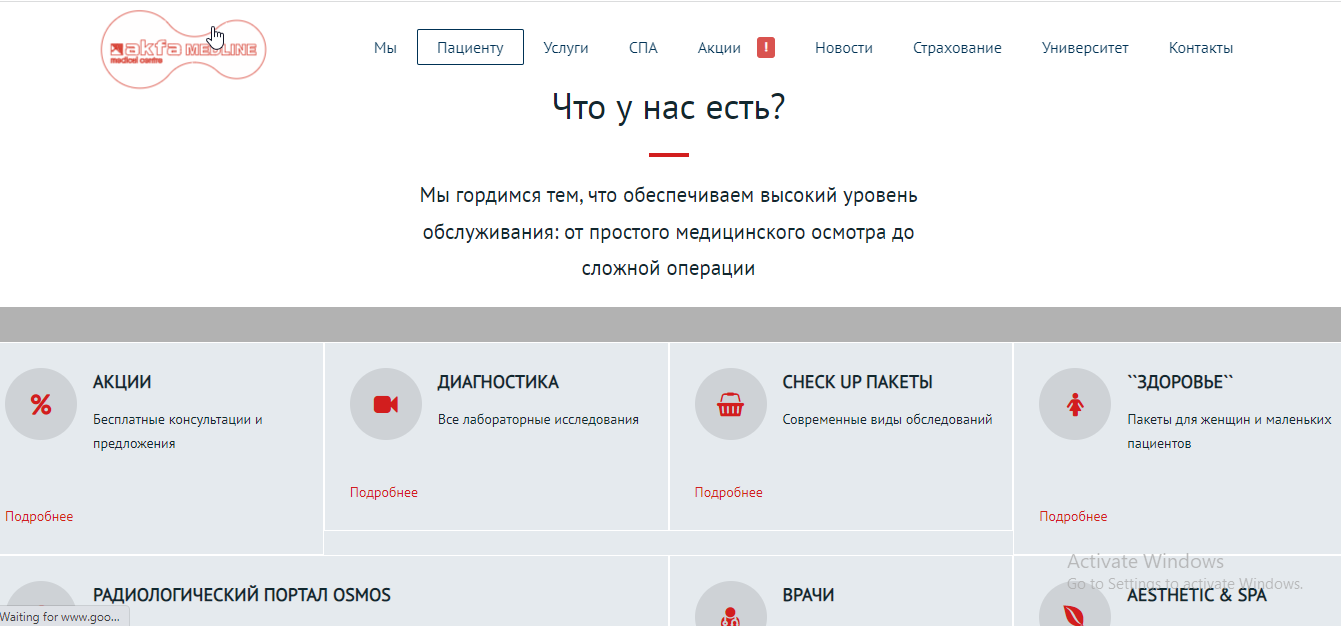 akfa MEDLINE
medical centre
Мы
Пациенту
Услуги
СПА
Акции !
Новости
Страхование
Университет
Контакты
Что у нас есть?
Мы гордимся тем, что обеспечиваем высокий уровень
обслуживания: от простого медицинского осмотра до
сложной операции
АКЦИИ
Бесплатные консультации и
предложения
Подробнее
ДИАГНОСТИКА
Все лабораторные исследования
Подробнее
CHECK UP ПАКЕТЫ
Современные виды обследований
Подробнее
``ЗДОРОВЬЕ``
Пакеты для женщин и маленьких
пациентов
Подробнее
Activate Windows
Go to Settings to activate Windows.
РАДИОЛОГИЧЕСКИЙ ПОРТАЛ OSMOS
ВРАЧИ
AESTHETIC & SPA
Waiting for www.goo...